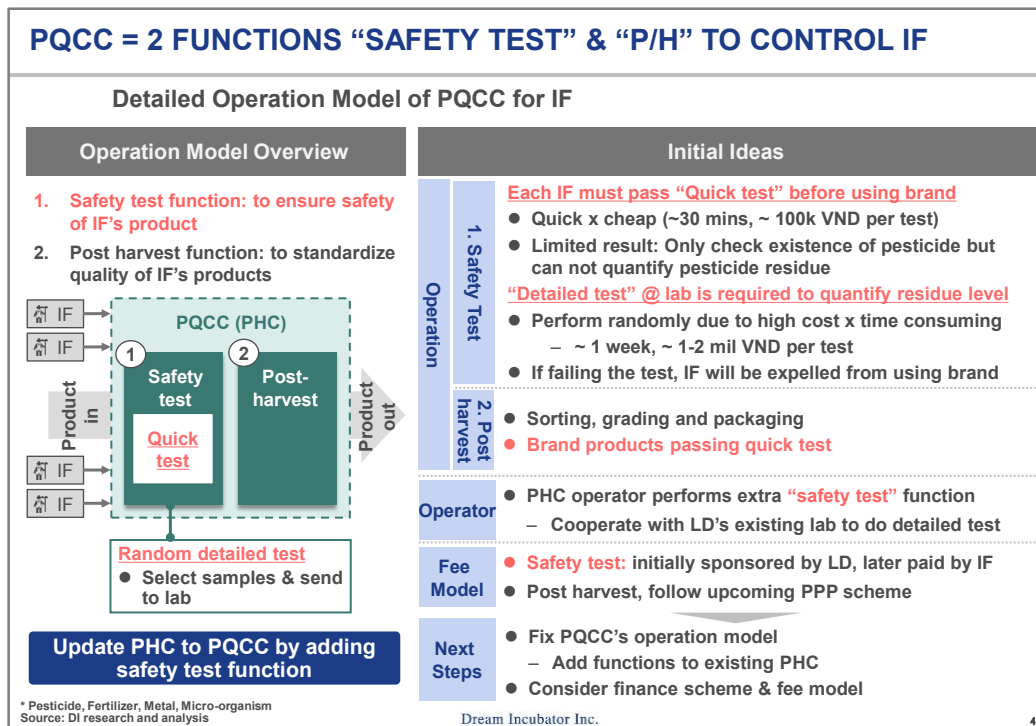 PQCC = 2 FUNCTIONS “SAFETY TEST” & “P/H” TO CONTROL IF
Detailed Operation Model of PQCC for IF
Operation Model Overview
1. Safety test function: to ensure safety
of IF’s product
2. Post harvest function: to standardize
quality of IF’s products
IF
IF
PQCC (PHC)
1
2
Safety
test
Post-
harvest
Quick
test
Product
in
Product
out
IF
IF
Random detailed test
● Select samples & send
to lab
Update PHC to PQCC by adding
safety test function
Initial Ideas
Operation
1. Safety Test
Each IF must pass “Quick test” before using brand
● Quick x cheap (~30 mins, ~ 100k VND per test)
● Limited result: Only check existence of pesticide but
can not quantify pesticide residue
“Detailed test” @ lab is required to quantify residue level
● Perform randomly due to high cost x time consuming
– ~ 1 week, ~ 1-2 mil VND per test
● If failing the test, IF will be expelled from using brand
2. Post
harvest
● Sorting, grading and packaging
● Brand products passing quick test
Operator
● PHC operator performs extra “safety test” function
– Cooperate with LD’s existing lab to do detailed test
Fee
Model
● Safety test: initially sponsored by LD, later paid by IF
● Post harvest, follow upcoming PPP scheme
Next
Steps
● Fix PQCC’s operation model
– Add functions to existing PHC
● Consider finance scheme & fee model
* Pesticide, Fertilizer, Metal, Micro-organism
Source: DI research and analysis
Dream Incubator Inc.